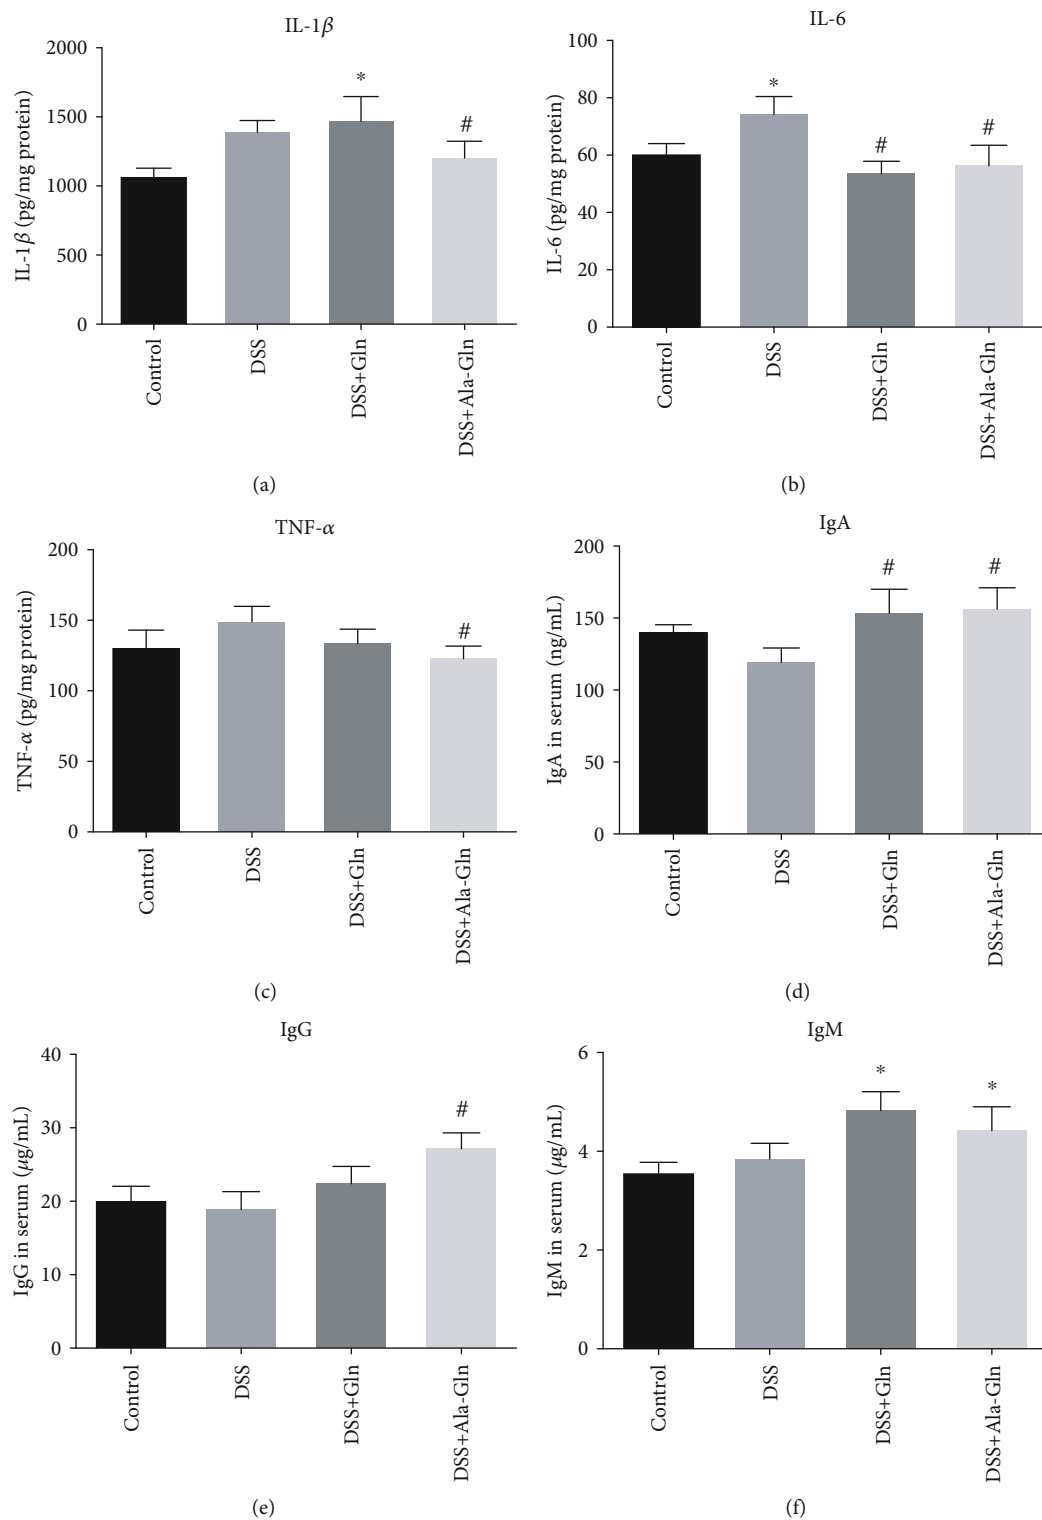 IL-1β
IL-1β (pg/mg protein)
2000
1500
1000
500
0
*
#
Control
DSS
DSS+Gln
DSS+Ala-Gln
(a)
IL-6
IL-6 (pg/mg protein)
100
80
60
40
20
0
*
#
#
Control
DSS
DSS+Gln
DSS+Ala-Gln
(b)
TNF-α
TNF-α (pg/mg protein)
200
150
100
50
0
#
Control
DSS
DSS+Gln
DSS+Ala-Gln
(c)
IgA
IgA in serum (ng/mL)
200
150
100
50
0
#
#
Control
DSS
DSS+Gln
DSS+Ala-Gln
(d)
IgG
IgG in serum (μg/mL)
40
30
20
10
0
#
Control
DSS
DSS+Gln
DSS+Ala-Gln
(e)
IgM
IgM in serum (μg/mL)
6
4
2
0
*
*
Control
DSS
DSS+Gln
DSS+Ala-Gln
(f)